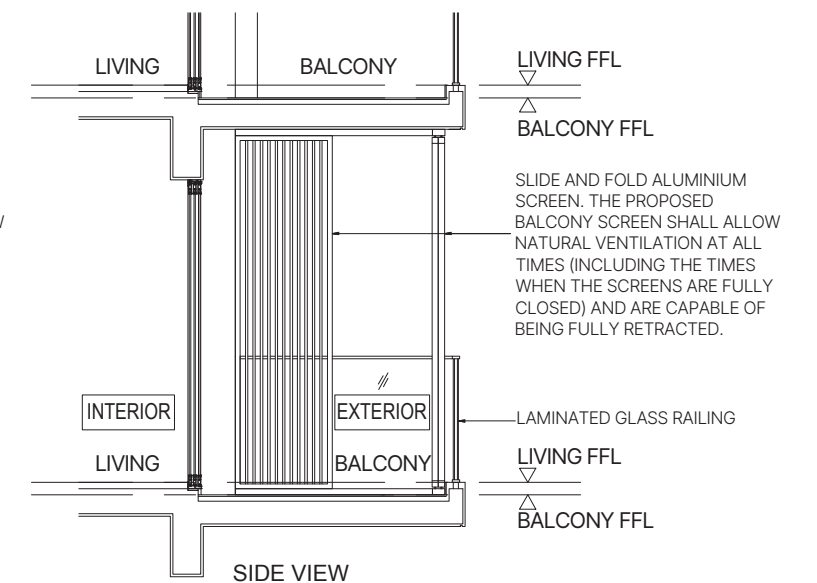 LIVING
BALCONY
LIVING FFL
BALCONY FFL
SLIDE AND FOLD ALUMINIUM
SCREEN. THE PROPOSED
BALCONY SCREEN SHALL ALLOW
NATURAL VENTILATION AT ALL
TIMES (INCLUDING THE TIMES
WHEN THE SCREENS ARE FULLY
CLOSED) AND ARE CAPABLE OF
BEING FULLY RETRACTED.
INTERIOR
EXTERIOR
LAMINATED GLASS RAILING
LIVING
BALCONY
LIVING FFL
BALCONY FFL
SIDE VIEW